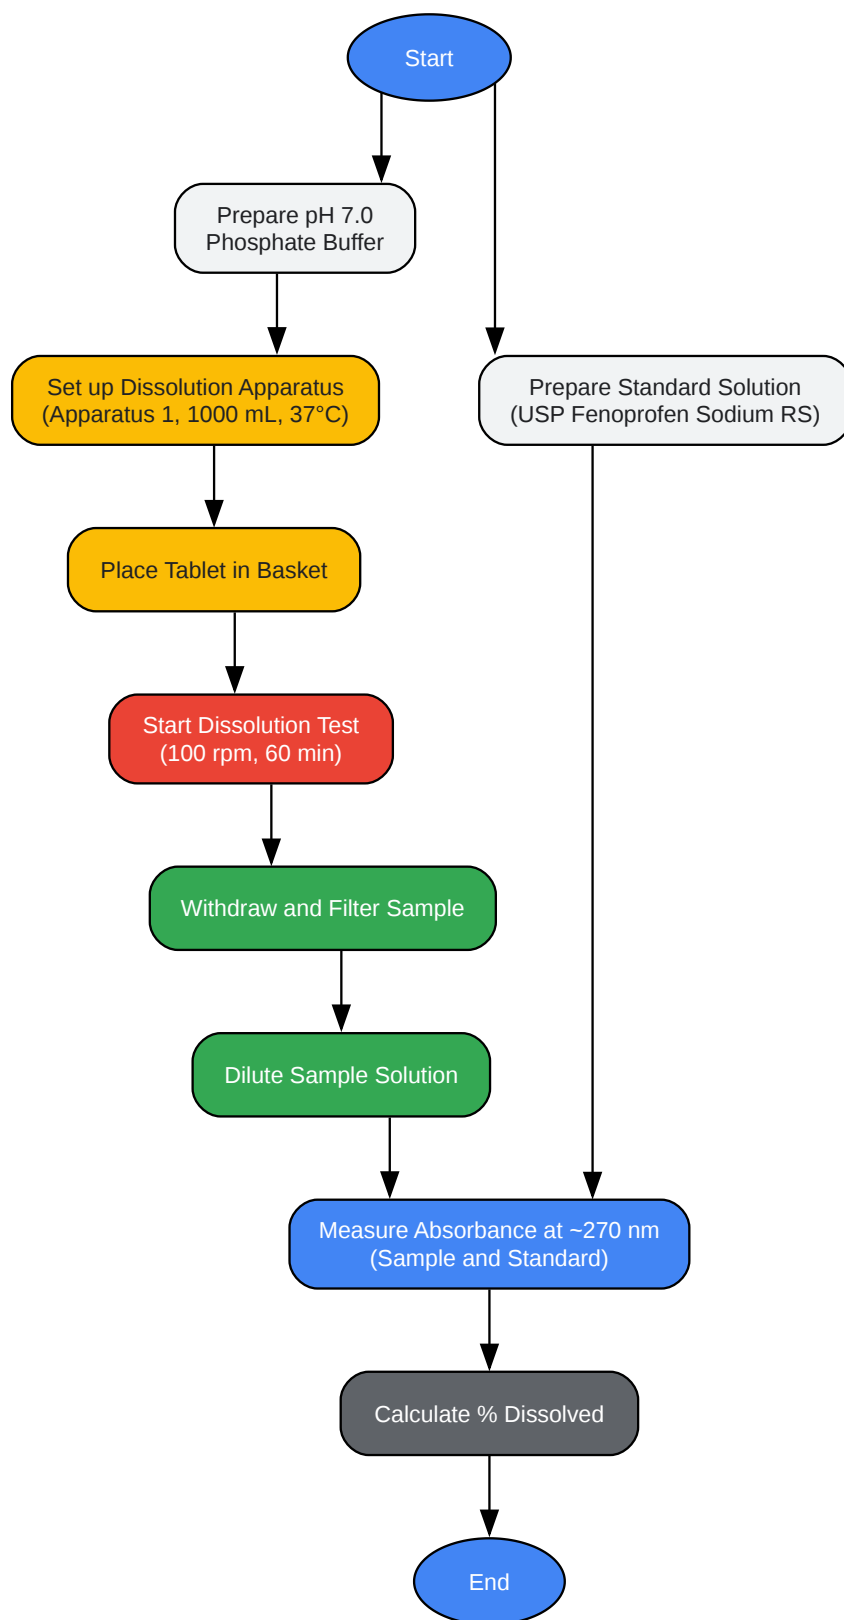 Start
Prepare pH 7.0
Phosphate Buffer
Set up Dissolution Apparatus
(Apparatus 1, 1000 mL, 37°C)
Prepare Standard Solution
(USP Fenoprofen Sodium RS)
Place Tablet in Basket
Start Dissolution Test
(100 rpm, 60 min)
Withdraw and Filter Sample
Dilute Sample Solution
Measure Absorbance at ~270 nm
(Sample and Standard)
Calculate % Dissolved
End